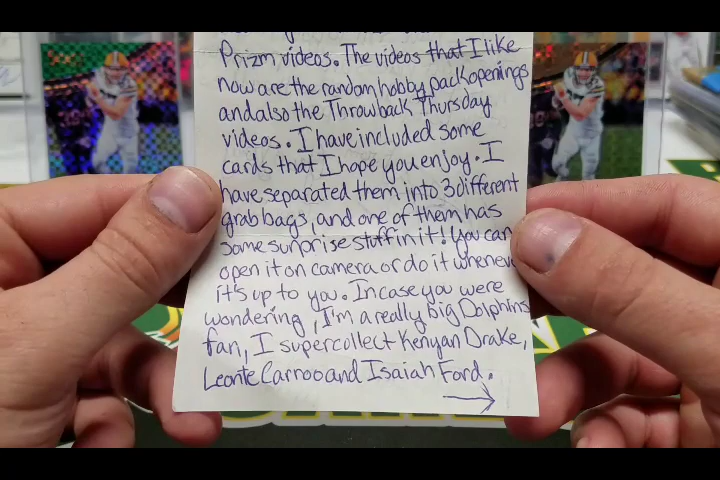 Prizm videos. The videos that I like
now are the random hobby pack openings
and also the Throwback Thursday
videos. I have included some
cards that I hope you enjoy. I
have separated them into 3 different
grab bags, and one of them has
some surprise stuff in it! You can
open it on camera or do it whenever
it's up to you. In case you were
wondering, I'm a really big Dolphins
fan, I supercollect Kenyan Drake,
Leonte Carroo and Isaiah Ford.